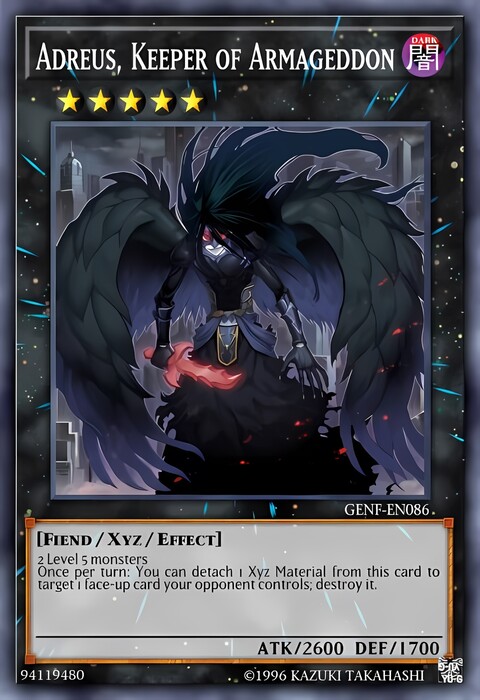 ADREUS, KEEPER OF ARMAGEDDON
DARK
闇
GENF-EN086
[FIEND / XYZ / EFFECT]
2 Level 5 monsters
Once per turn: You can detach 1 Xyz Material from this card to
target 1 face-up card your opponent controls; destroy it.
ATK/2600 DEF/1700
94119480
©1996 KAZUKI TAKAHASHI